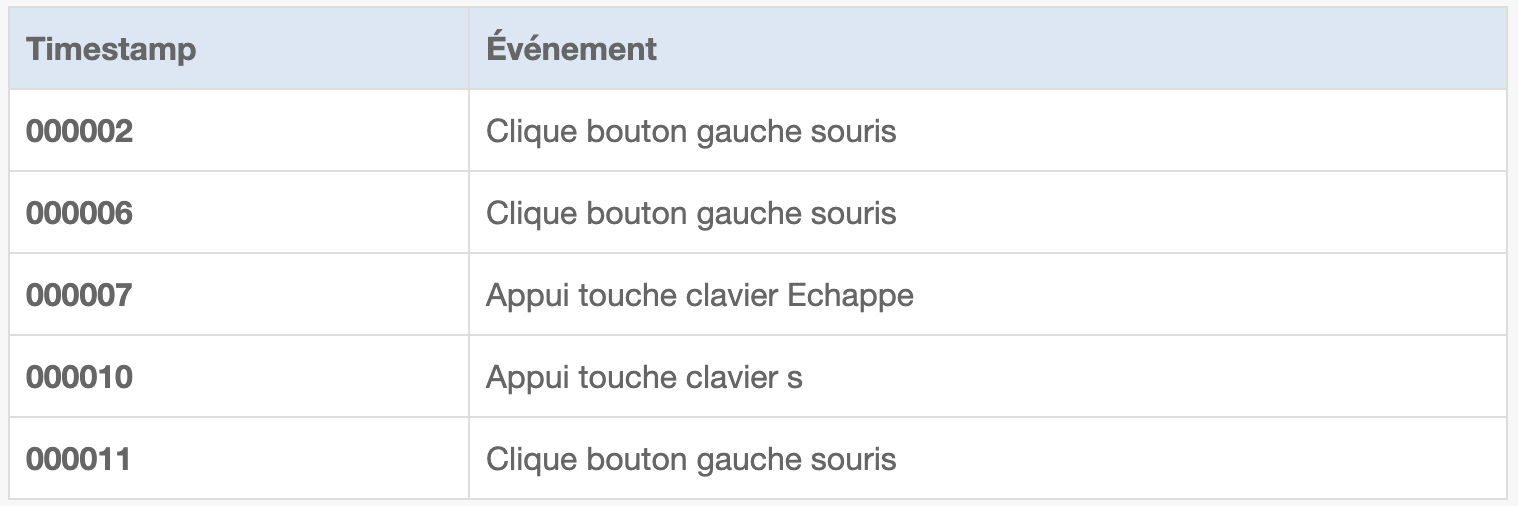 Timestamp Événement
000002 Clique bouton gauche souris
000006 Clique bouton gauche souris
000007 Appui touche clavier Echappe
000010 Appui touche clavier s
000011 Clique bouton gauche souris